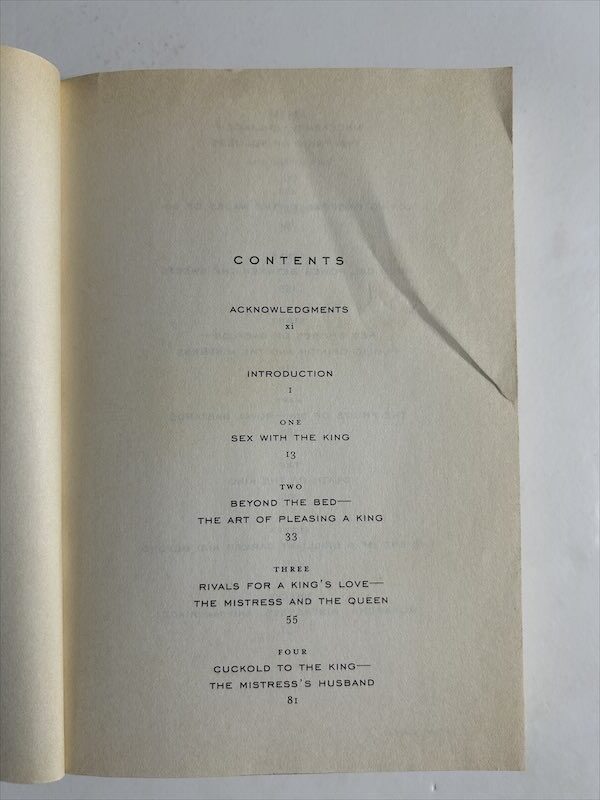 CONTENTS
ACKNOWLEDGMENTS
xi
INTRODUCTION
1
ONE
SEX WITH THE KING
13
TWO
BEYOND THE BED—
THE ART OF PLEASING A KING
33
THREE
RIVALS FOR A KING'S LOVE—
THE MISTRESS AND THE QUEEN
55
FOUR
CUCKOLD TO THE KING—
THE MISTRESS'S HUSBAND
81